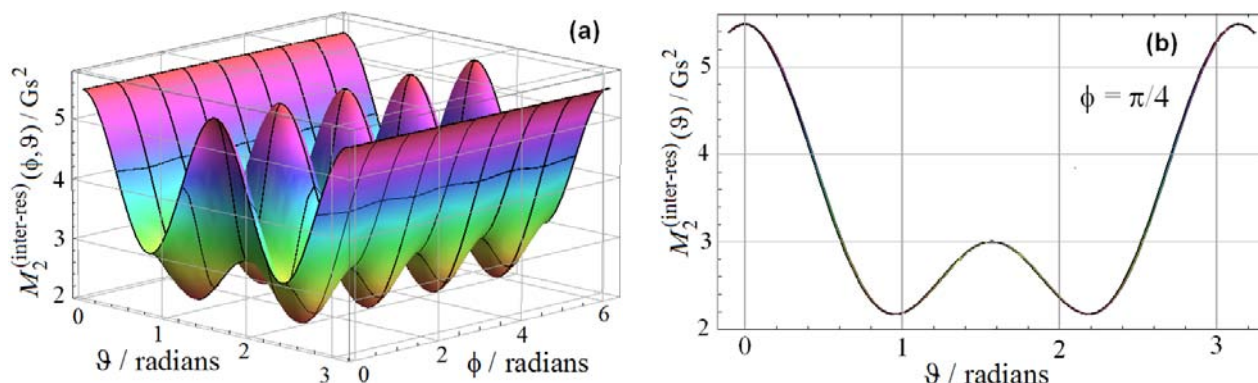 (a)
M₂^(inter-res)(ϕ,ϑ) / Gs²
5
4
3
2
0
1
2
3
ϑ / radians
0
2
4
6
ϕ / radians
(b)
ϕ = π/4
M₂^(inter-res)(ϑ) / Gs²
5
4
3
2
0
1
2
3
ϑ / radians